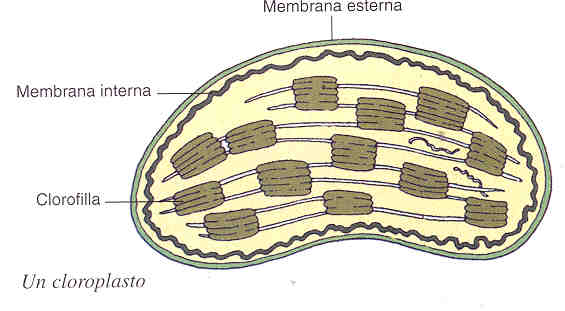 Membrana esterna
Membrana interna
Clorofilla
Un cloroplasto